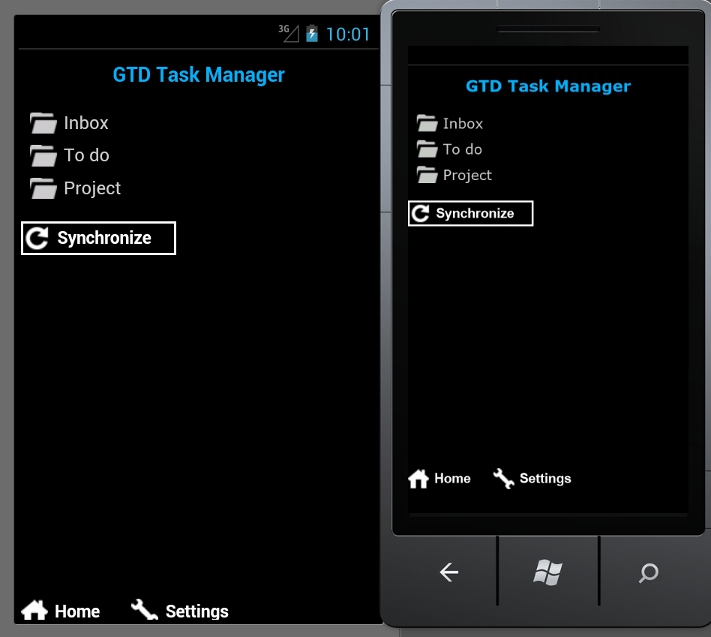 3G 10:01
GTD Task Manager
Inbox
To do
Project
Synchronize
Home Settings
GTD Task Manager
Inbox
To do
Project
Synchronize
Home Settings